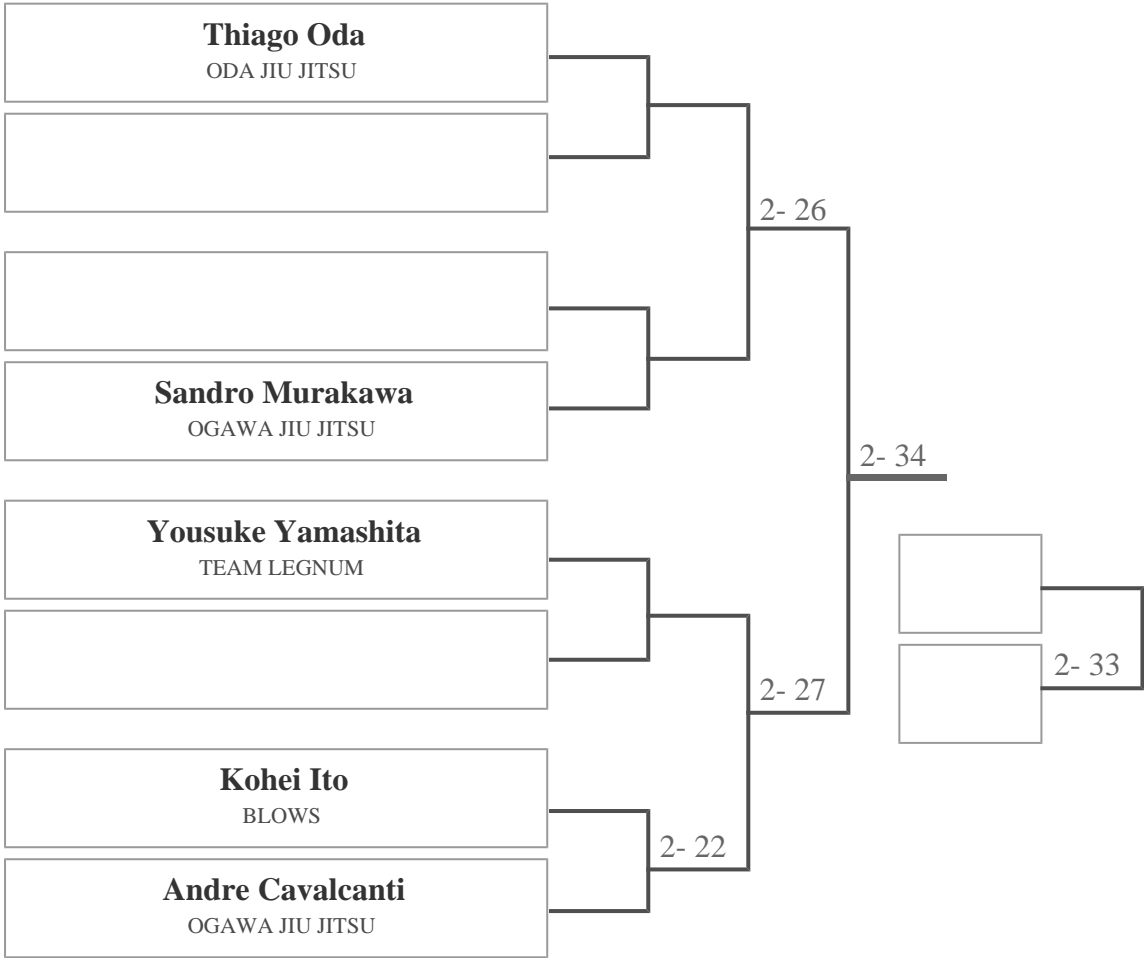 Thiago Oda
ODA JIU JITSU
2- 26
Sandro Murakawa
OGAWA JIU JITSU
2- 34
Yousuke Yamashita
TEAM LEGNUM
2- 33
2- 27
Kohei Ito
BLOWS
2- 22
Andre Cavalcanti
OGAWA JIU JITSU